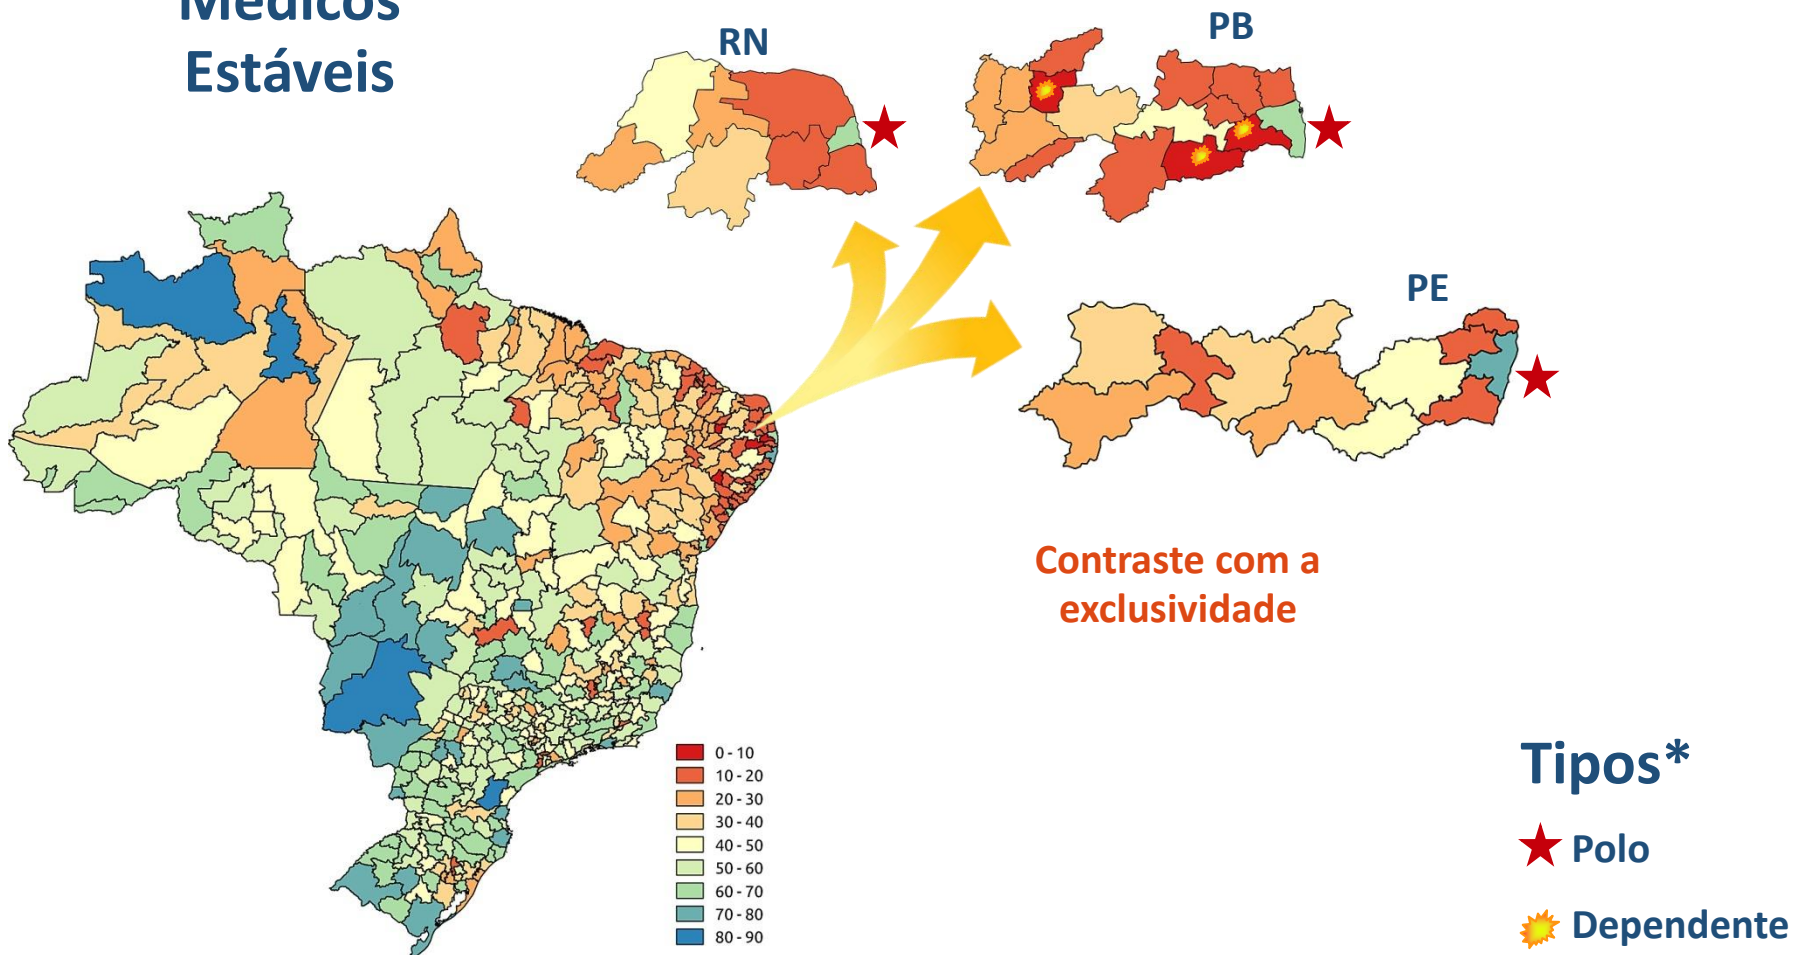 Médicos
Estáveis
RN
PB
PE
Contraste com a
exclusividade
0 - 10
10 - 20
20 - 30
30 - 40
40 - 50
50 - 60
60 - 70
70 - 80
80 - 90
Tipos*
Polo
Dependente